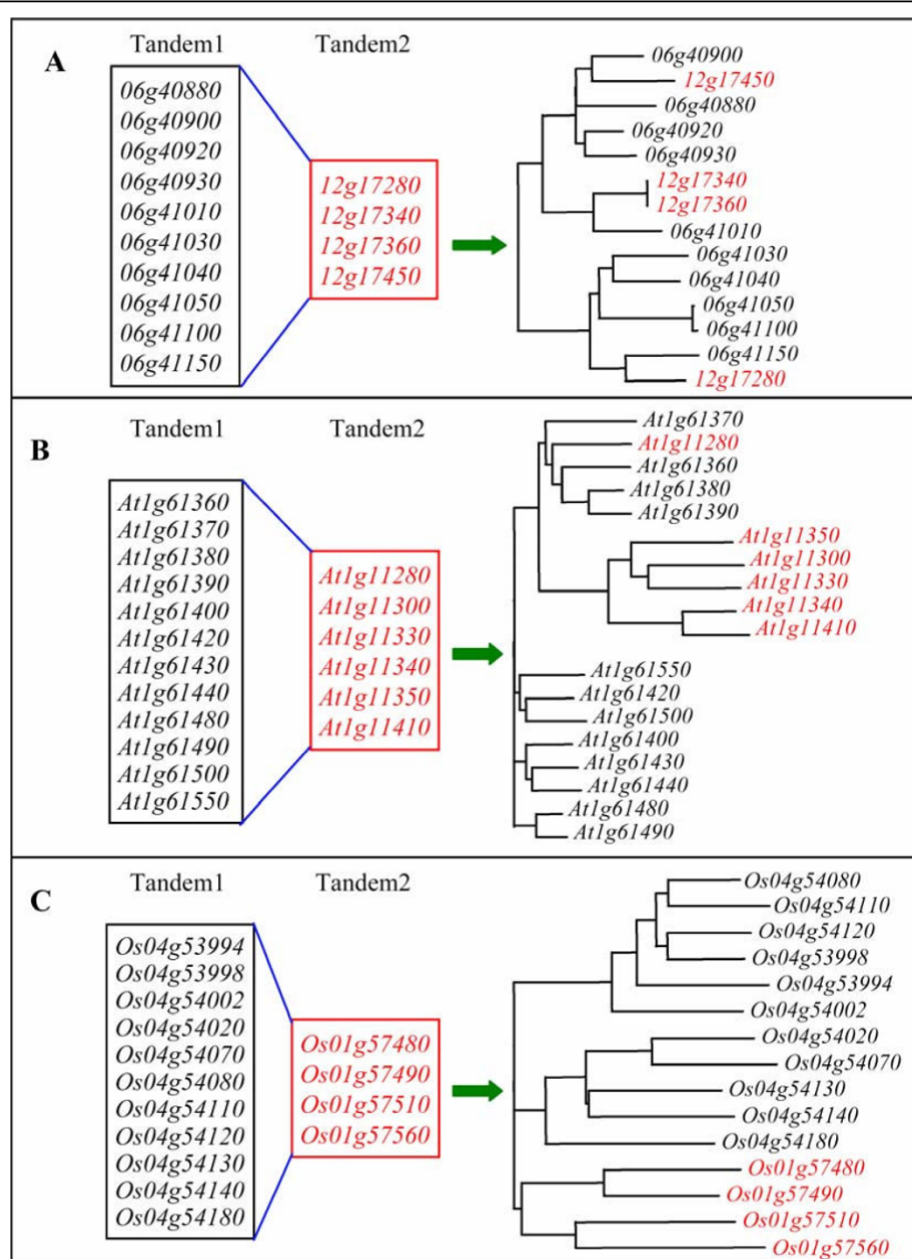 A
Tandem1
Tandem2
06g40880
06g40900
06g40920
06g40930
06g41010
06g41030
06g41040
06g41050
06g41100
06g41150
12g17280
12g17340
12g17360
12g17450
06g40900
12g17450
06g40880
06g40920
06g40930
12g17340
12g17360
06g41010
06g41030
06g41040
06g41050
06g41100
06g41150
12g17280
B
Tandem1
Tandem2
At1g61360
At1g61370
At1g61380
At1g61390
At1g61400
At1g61420
At1g61430
At1g61440
At1g61480
At1g61490
At1g61500
At1g61550
At1g11280
At1g11300
At1g11330
At1g11340
At1g11350
At1g11410
At1g61370
At1g11280
At1g61360
At1g61380
At1g61390
At1g11350
At1g11300
At1g11330
At1g11340
At1g11410
At1g61550
At1g61420
At1g61500
At1g61400
At1g61430
At1g61440
At1g61480
At1g61490
C
Tandem1
Tandem2
Os04g53994
Os04g53998
Os04g54002
Os04g54020
Os04g54070
Os04g54080
Os04g54110
Os04g54120
Os04g54130
Os04g54140
Os04g54180
Os01g57480
Os01g57490
Os01g57510
Os01g57560
Os04g54080
Os04g54110
Os04g54120
Os04g53998
Os04g53994
Os04g54002
Os04g54020
Os04g54070
Os04g54130
Os04g54140
Os04g54180
Os01g57480
Os01g57490
Os01g57510
Os01g57560